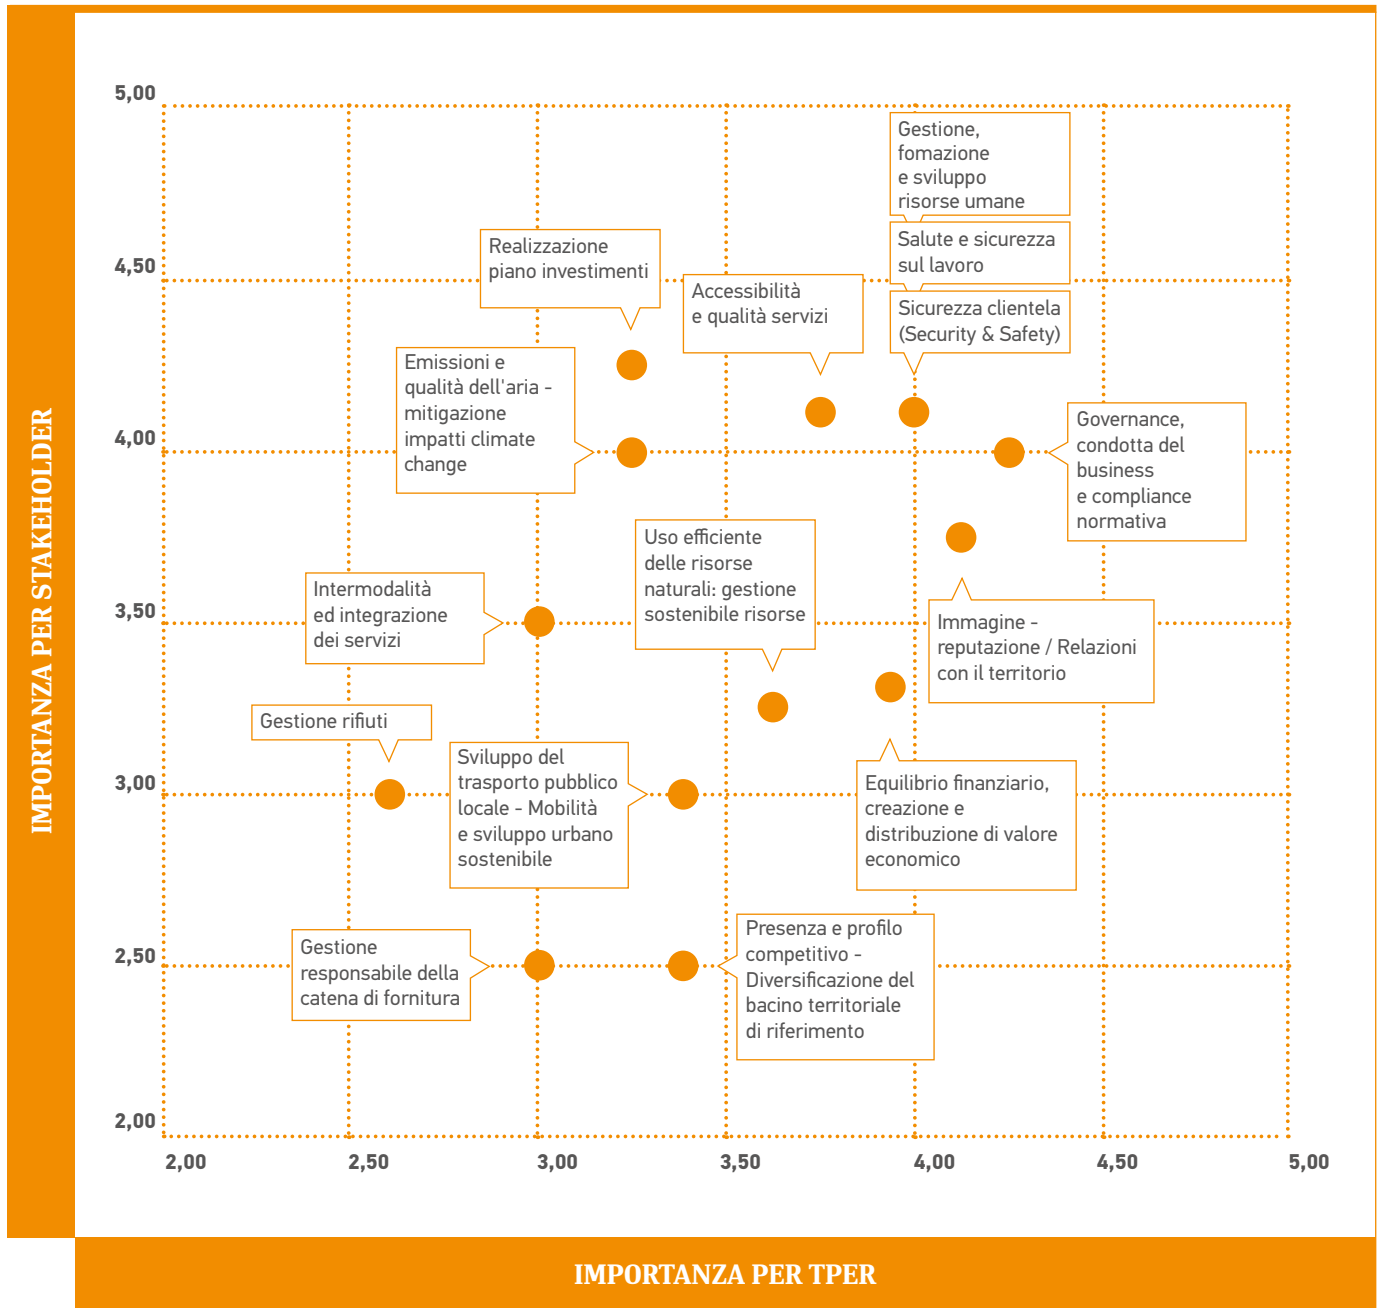 IMPORTANZA PER STAKEHOLDER
5,00
4,50
4,00
3,50
3,00
2,50
2,00
Gestione,
fomazione
e sviluppo
risorse umane
Salute e sicurezza
sul lavoro
Sicurezza clientela
(Security & Safety)
Realizzazione
piano investimenti
Accessibilità
e qualità servizi
Emissioni e
qualità dell'aria -
mitigazione
impatti climate
change
Governance,
condotta del
business
e compliance
normativa
Uso efficiente
delle risorse
naturali: gestione
sostenibile risorse
Intermodalità
ed integrazione
dei servizi
Immagine -
reputazione / Relazioni
con il territorio
Gestione rifiuti
Sviluppo del
trasporto pubblico
locale - Mobilità
e sviluppo urbano
sostenibile
Equilibrio finanziario,
creazione e
distribuzione di valore
economico
Gestione
responsabile della
catena di fornitura
Presenza e profilo
competitivo -
Diversificazione del
bacino territoriale
di riferimento
2,00
2,50
3,00
3,50
4,00
4,50
5,00
IMPORTANZA PER TPER